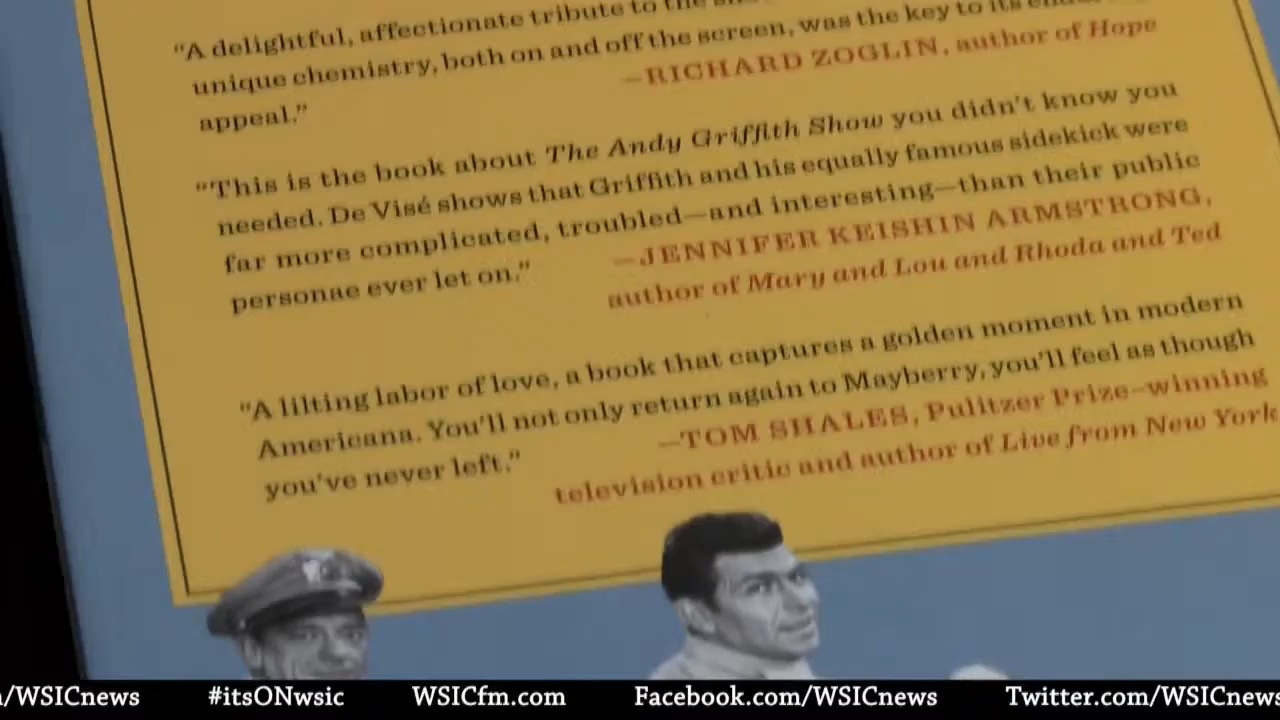 "A delightful, affectionate tribute to the
unique chemistry, both on and off the screen, was the key to its
appeal."
—RICHARD ZOGLIN, author of Hope
"This is the book about The Andy Griffith Show you didn't know you
needed. De Visé shows that Griffith and his equally famous sidekick were
far more complicated, troubled—and interesting—than their public
personae ever let on."
—JENNIFER KEISHIN ARMSTRONG,
author of Mary and Lou and Rhoda and Ted
"A lilting labor of love, a book that captures a golden moment in modern
Americana. You'll not only return again to Mayberry, you'll feel as though
you've never left."
—TOM SHALES, Pulitzer Prize–winning
television critic and author of Live from New York
/WSICnews #itsONwsic WSICfm.com Facebook.com/WSICnews Twitter.com/WSICnews